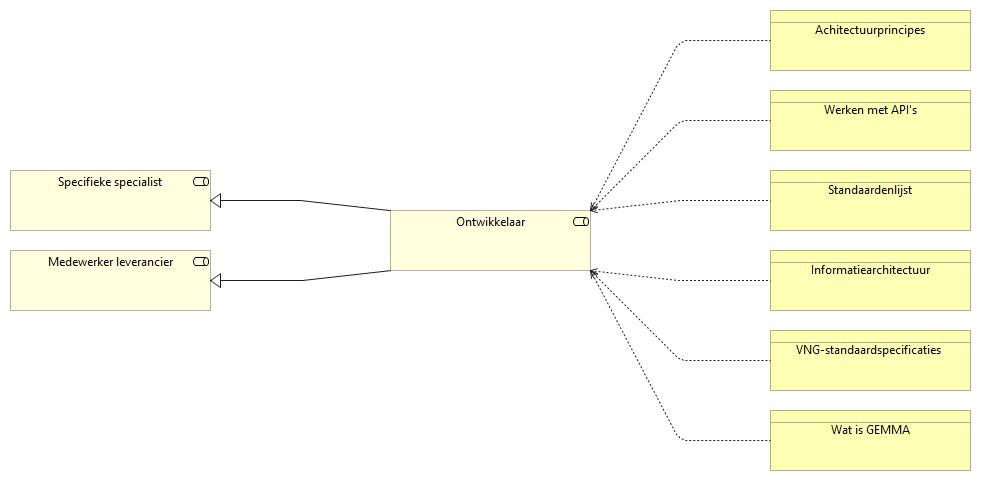 Achitectuurprincipes
Werken met API's
Specifieke specialist
Standaardenlijst
Ontwikkelaar
Medewerker leverancier
Informatiearchitectuur
VNG-standaardspecificaties
Wat is GEMMA